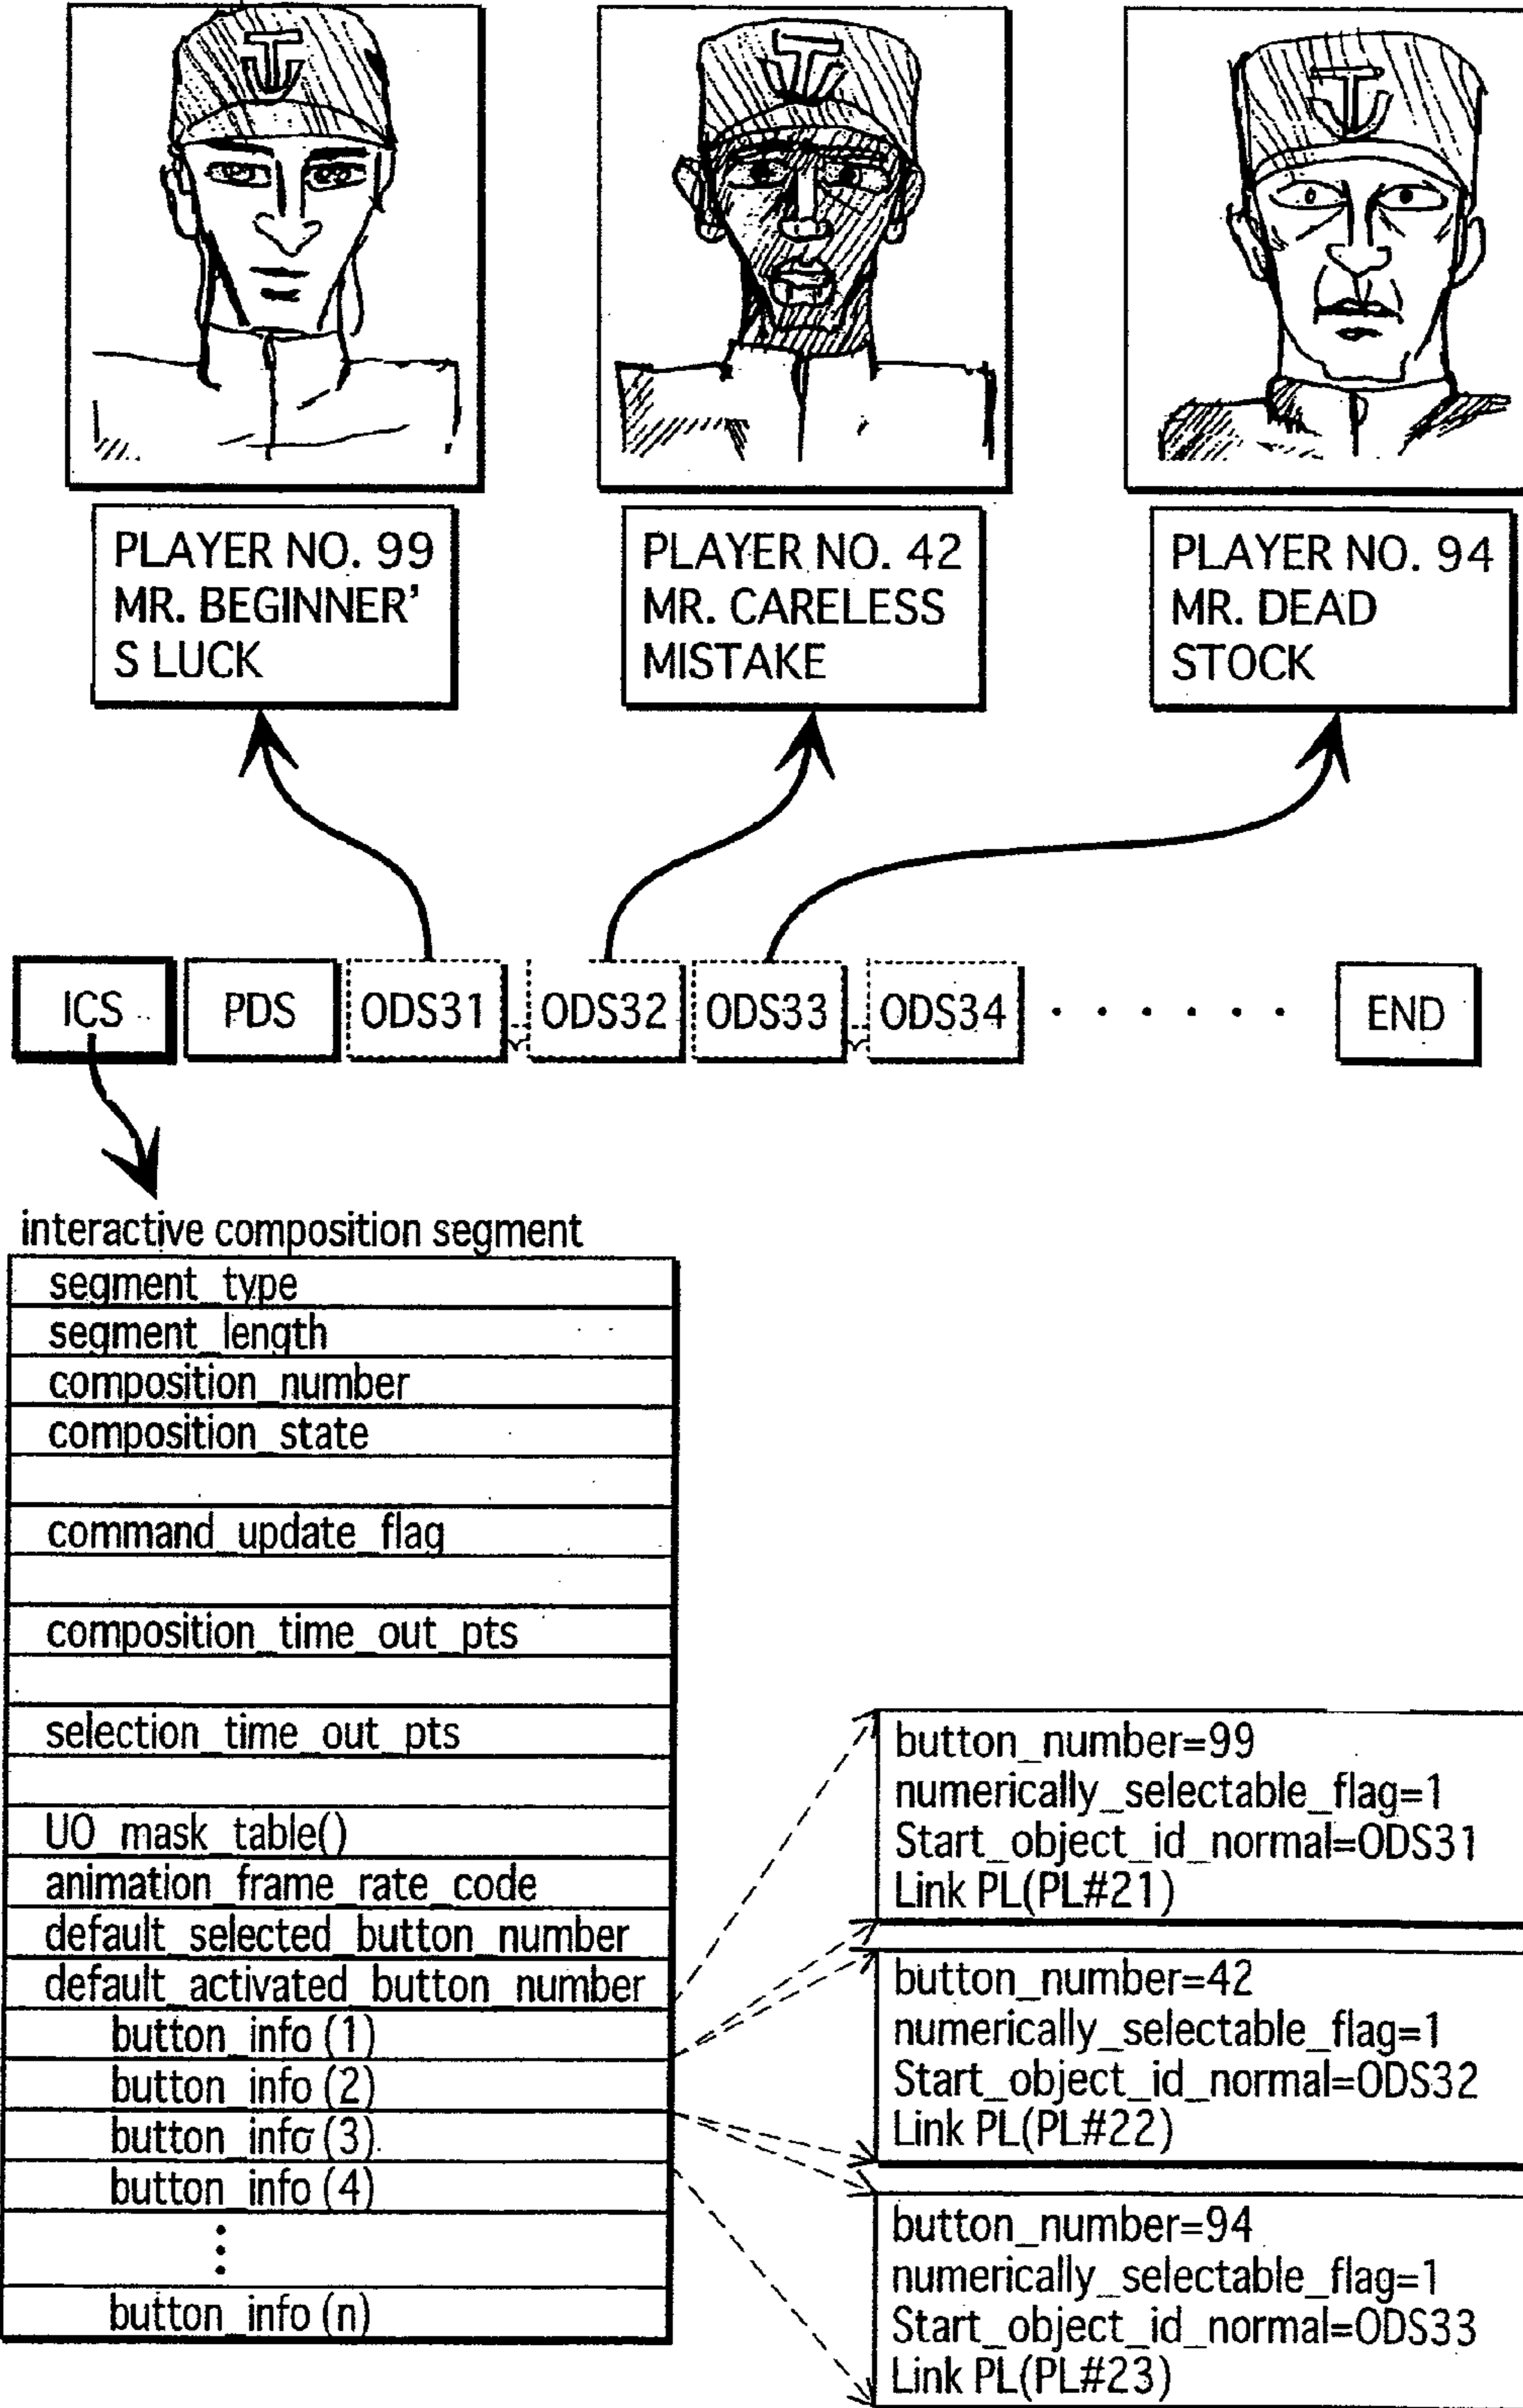 PLAYER NO. 99
MR. BEGINNER'
S LUCK
PLAYER NO. 42
MR. CARELESS
MISTAKE
PLAYER NO. 94
MR. DEAD
STOCK
ICS PDS ODS31 ODS32 ODS33 ODS34 . . . . . . . END
interactive composition segment
segment_type
segment_length
composition_number
composition_state
command_update_flag
composition_time_out_pts
selection_time_out_pts
UO_mask_table()
animation_frame_rate_code
default_selected_button_number
default_activated_button_number
button_info (1)
button_info (2)
button_info (3)
button_info (4)
button_info (n)
button_number=99
numerically_selectable_flag=1
Start_object_id_normal=ODS31
Link PL(PL#21)
button_number=42
numerically_selectable_flag=1
Start_object_id_normal=ODS32
Link PL(PL#22)
button_number=94
numerically_selectable_flag=1
Start_object_id_normal=ODS33
Link PL(PL#23)